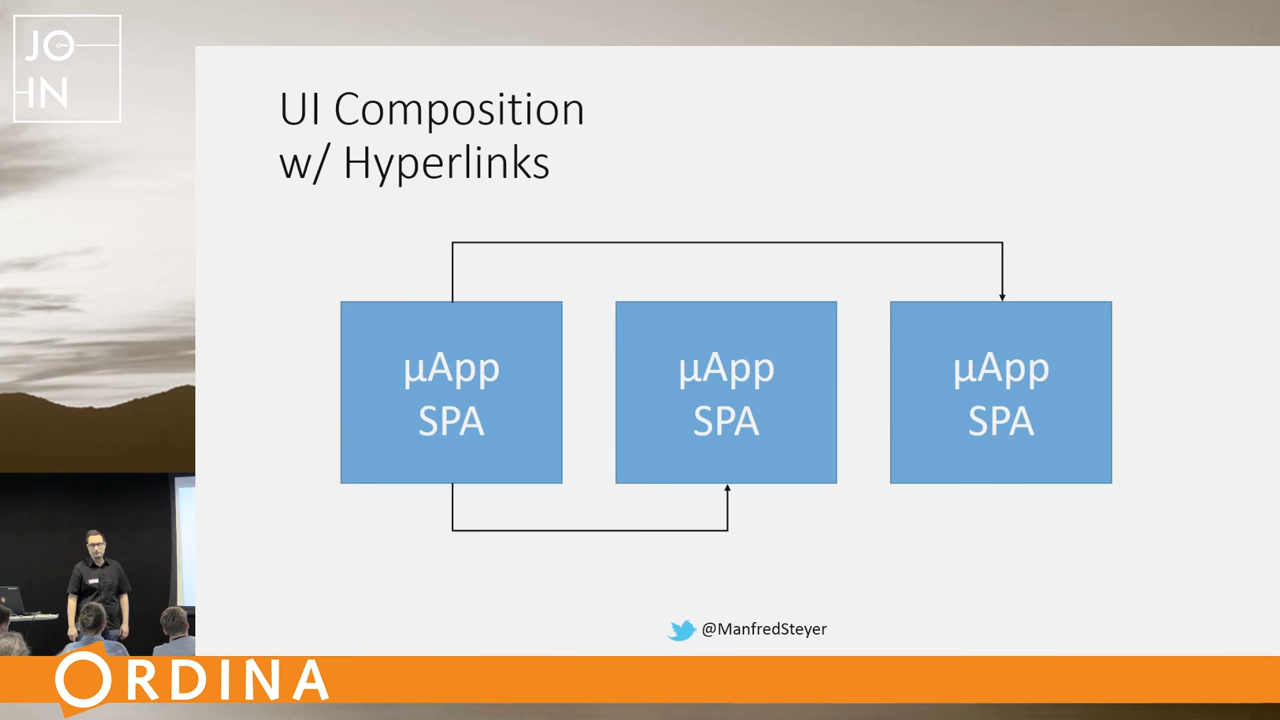 JO
IN
UI Composition
w/ Hyperlinks
µApp
SPA
µApp
SPA
µApp
SPA
@ManfredSteyer
ORDINA